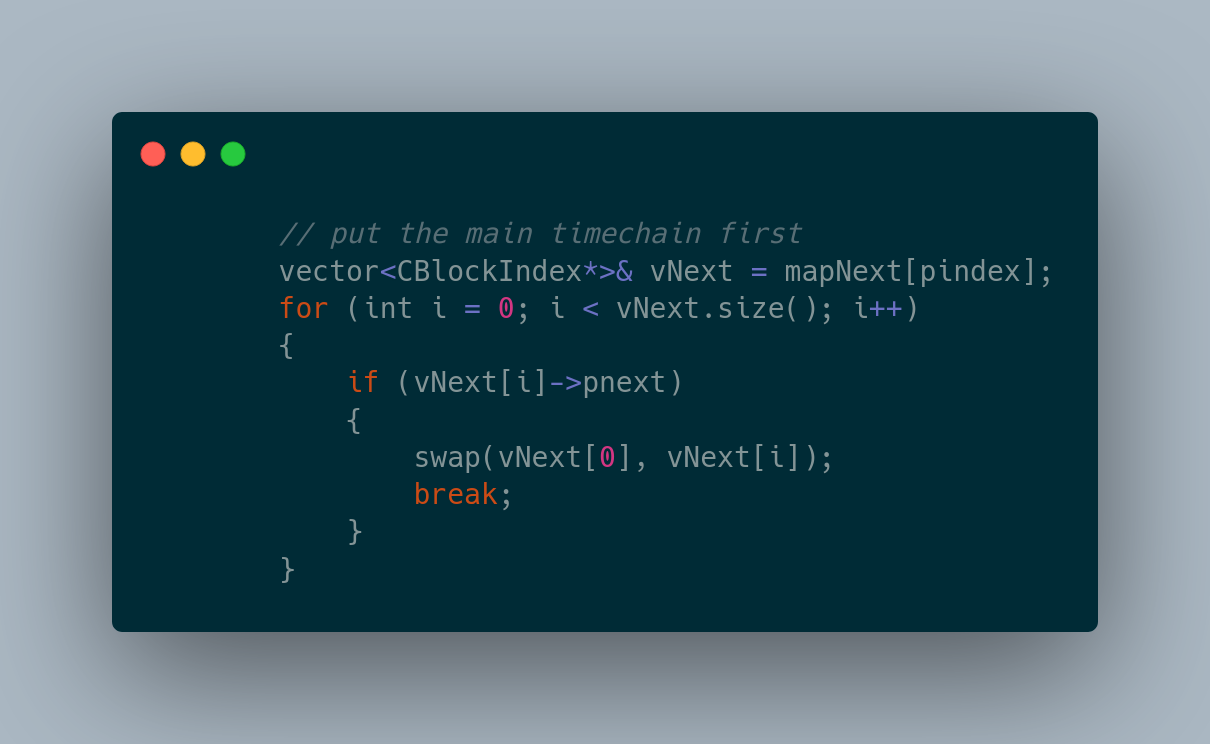 // put the main timechain first
vector<CBlockIndex*>& vNext = mapNext[pindex];
for (int i = 0; i < vNext.size(); i++)
{
    if (vNext[i]->pnext)
    {
        swap(vNext[0], vNext[i]);
        break;
    }
}